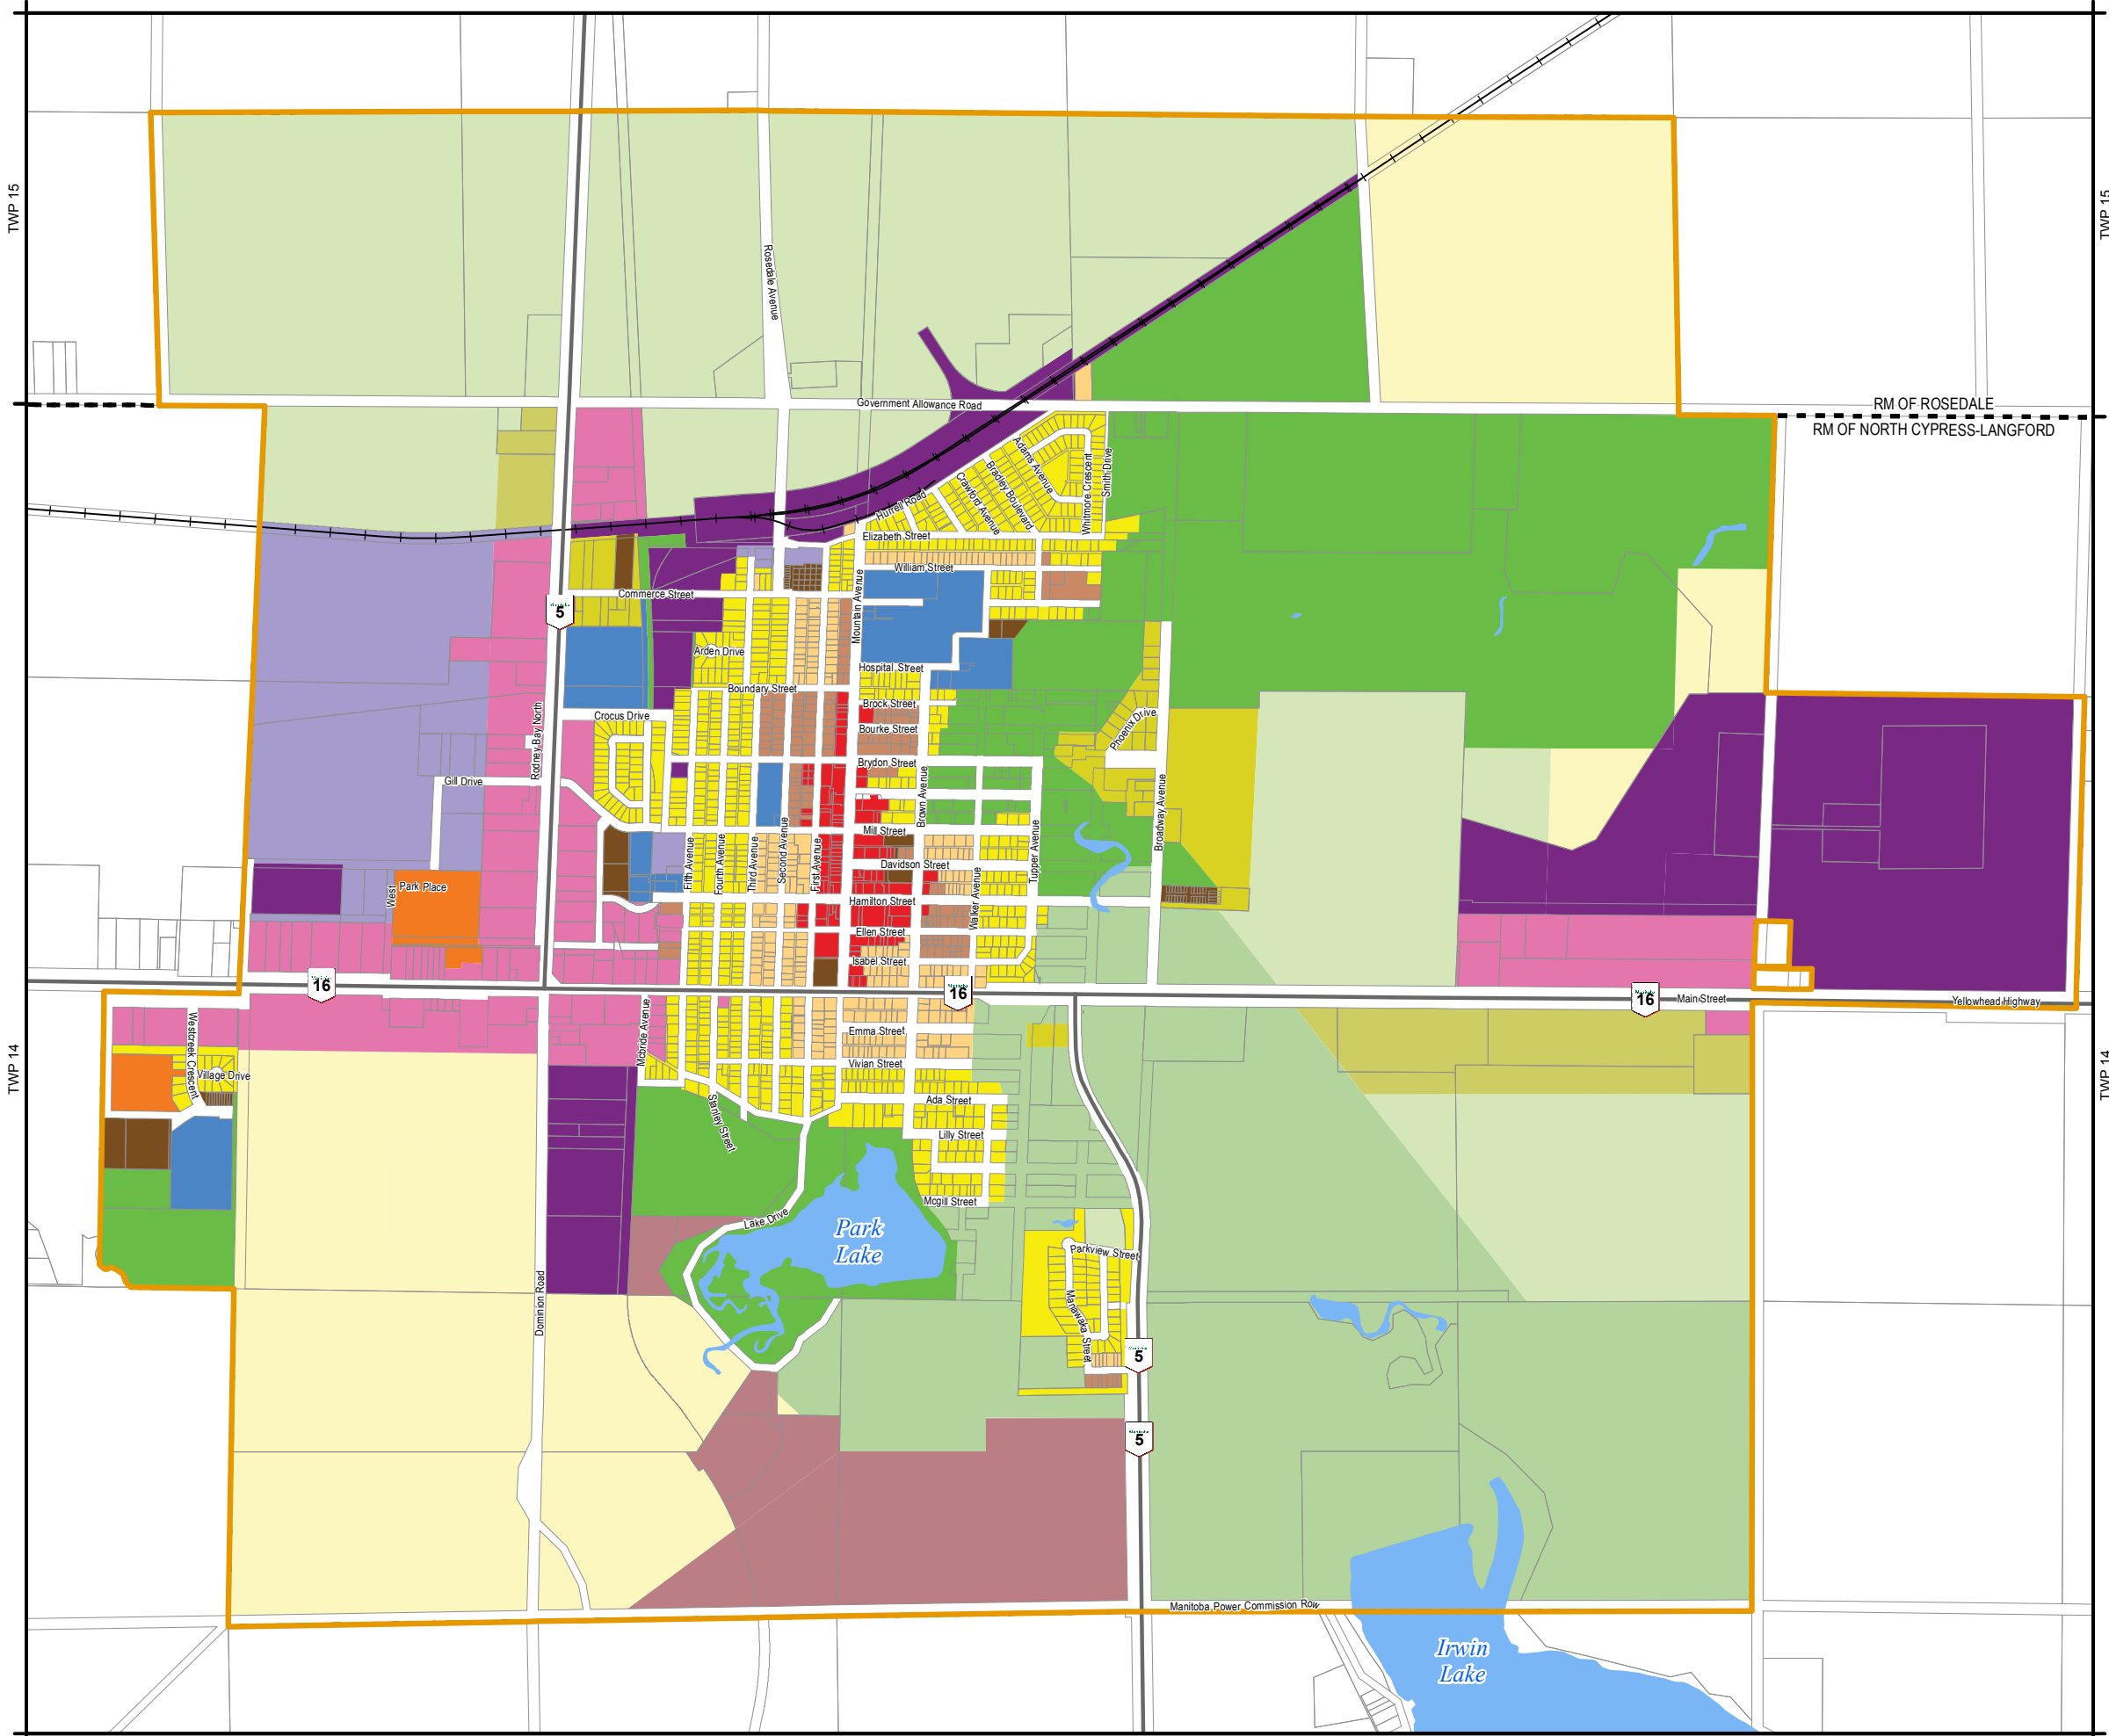 TWP 15
TWP 15
Rosedale Avenue
Government Allowance Road
RM OF ROSEDALE
RM OF NORTH CYPRESS-LANGFORD
Adams Avenue
Bradley Boulevard
Crawford Avenue
Whitmore Crescent
Smith Drive
Hurrell Road
Elizabeth Street
William Street
Commerce Street
5
Mountain Avenue
Arden Drive
Hospital Street
Boundary Street
Brock Street
Crocus Drive
Bourke Street
Phoenix Drive
Rodney Bay North
Brydon Street
Gill Drive
Brown Avenue
Broadway Avenue
Mill Street
Fifth Avenue
Fourth Avenue
Third Avenue
Second Avenue
First Avenue
Tupper Avenue
Davidson Street
Park Place
West
Walker Avenue
Hamilton Street
Ellen Street
Isabel Street
16
16
16
Main Street
Yellowhead Highway
Westcreek Crescent
Mcbride Avenue
Emma Street
Vivian Street
Village Drive
TWP 14
TWP 14
Ada Street
Stanley Street
Lilly Street
Mcgill Street
Lake Drive
Park
Lake
Parkview Street
Manawaka Street
Dominion Road
5
5
Manitoba Power Commission Row
Irwin
Lake